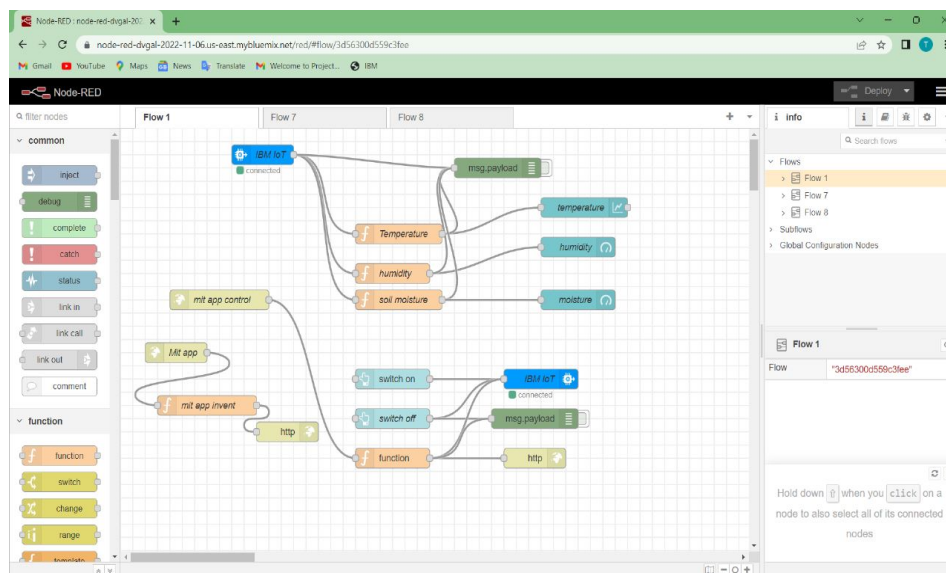 Node-RED : node-red-dvgal-202
node-red-dvgal-2022-11-06.us-east.mybluemix.net/red/#flow/3d56300d559c3fee
Gmail YouTube Maps News Translate Welcome to Project... IBM
Node-RED Deploy
filter nodes Flow 1 Flow 7 Flow 8 i info
common
inject
debug
complete
catch
status
link in
link call
link out
comment
function
function
switch
change
range
template
IBM IoT
connected
msg.payload
temperature
Temperature
humidity
humidity
mit app control
soil moisture
moisture
Mit app
switch on
IBM IoT
connected
mit app invent
switch off
msg.payload
http
function
http
Search flows
Flows
Flow 1
Flow 7
Flow 8
Subflows
Global Configuration Nodes
Flow 1
Flow "3d56300d559c3fee"
Hold down ⇧ when you click on a
node to also select all of its connected
nodes